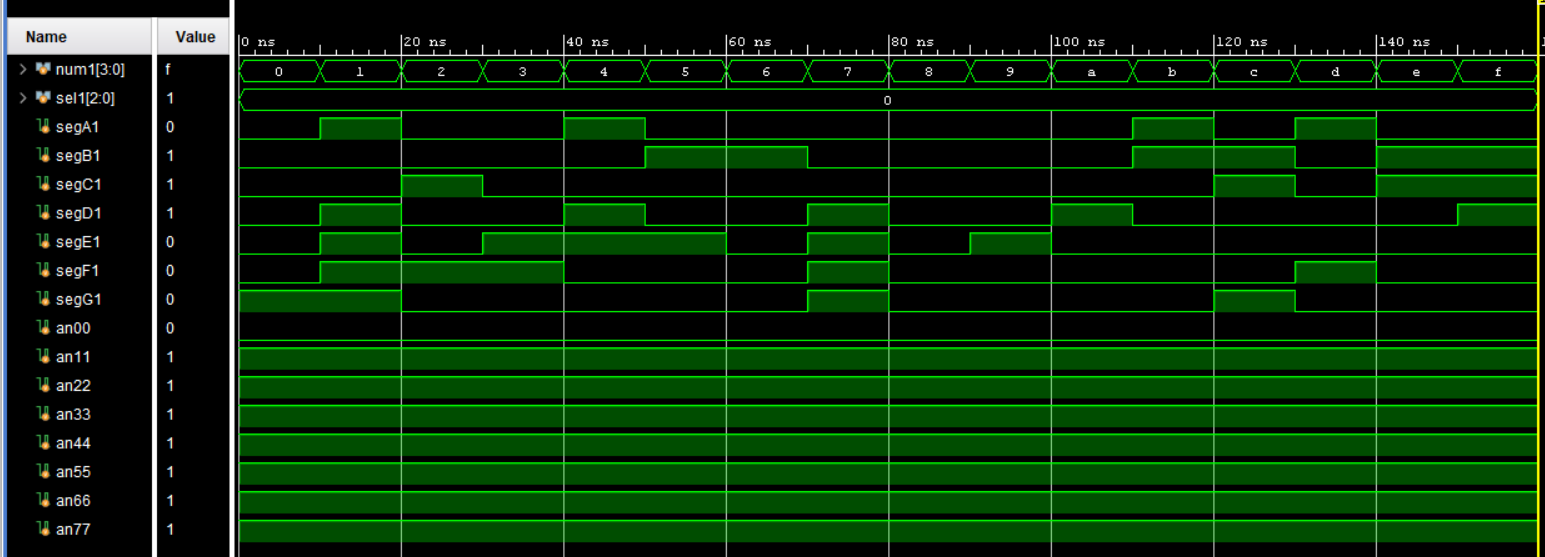 Name Value
0 ns 20 ns 40 ns 60 ns 80 ns 100 ns 120 ns 140 ns
num1[3:0] f 0 1 2 3 4 5 6 7 8 9 a b c d e f
sel1[2:0] 1 0
segA1 0
segB1 1
segC1 1
segD1 1
segE1 0
segF1 0
segG1 0
an00 0
an11 1
an22 1
an33 1
an44 1
an55 1
an66 1
an77 1